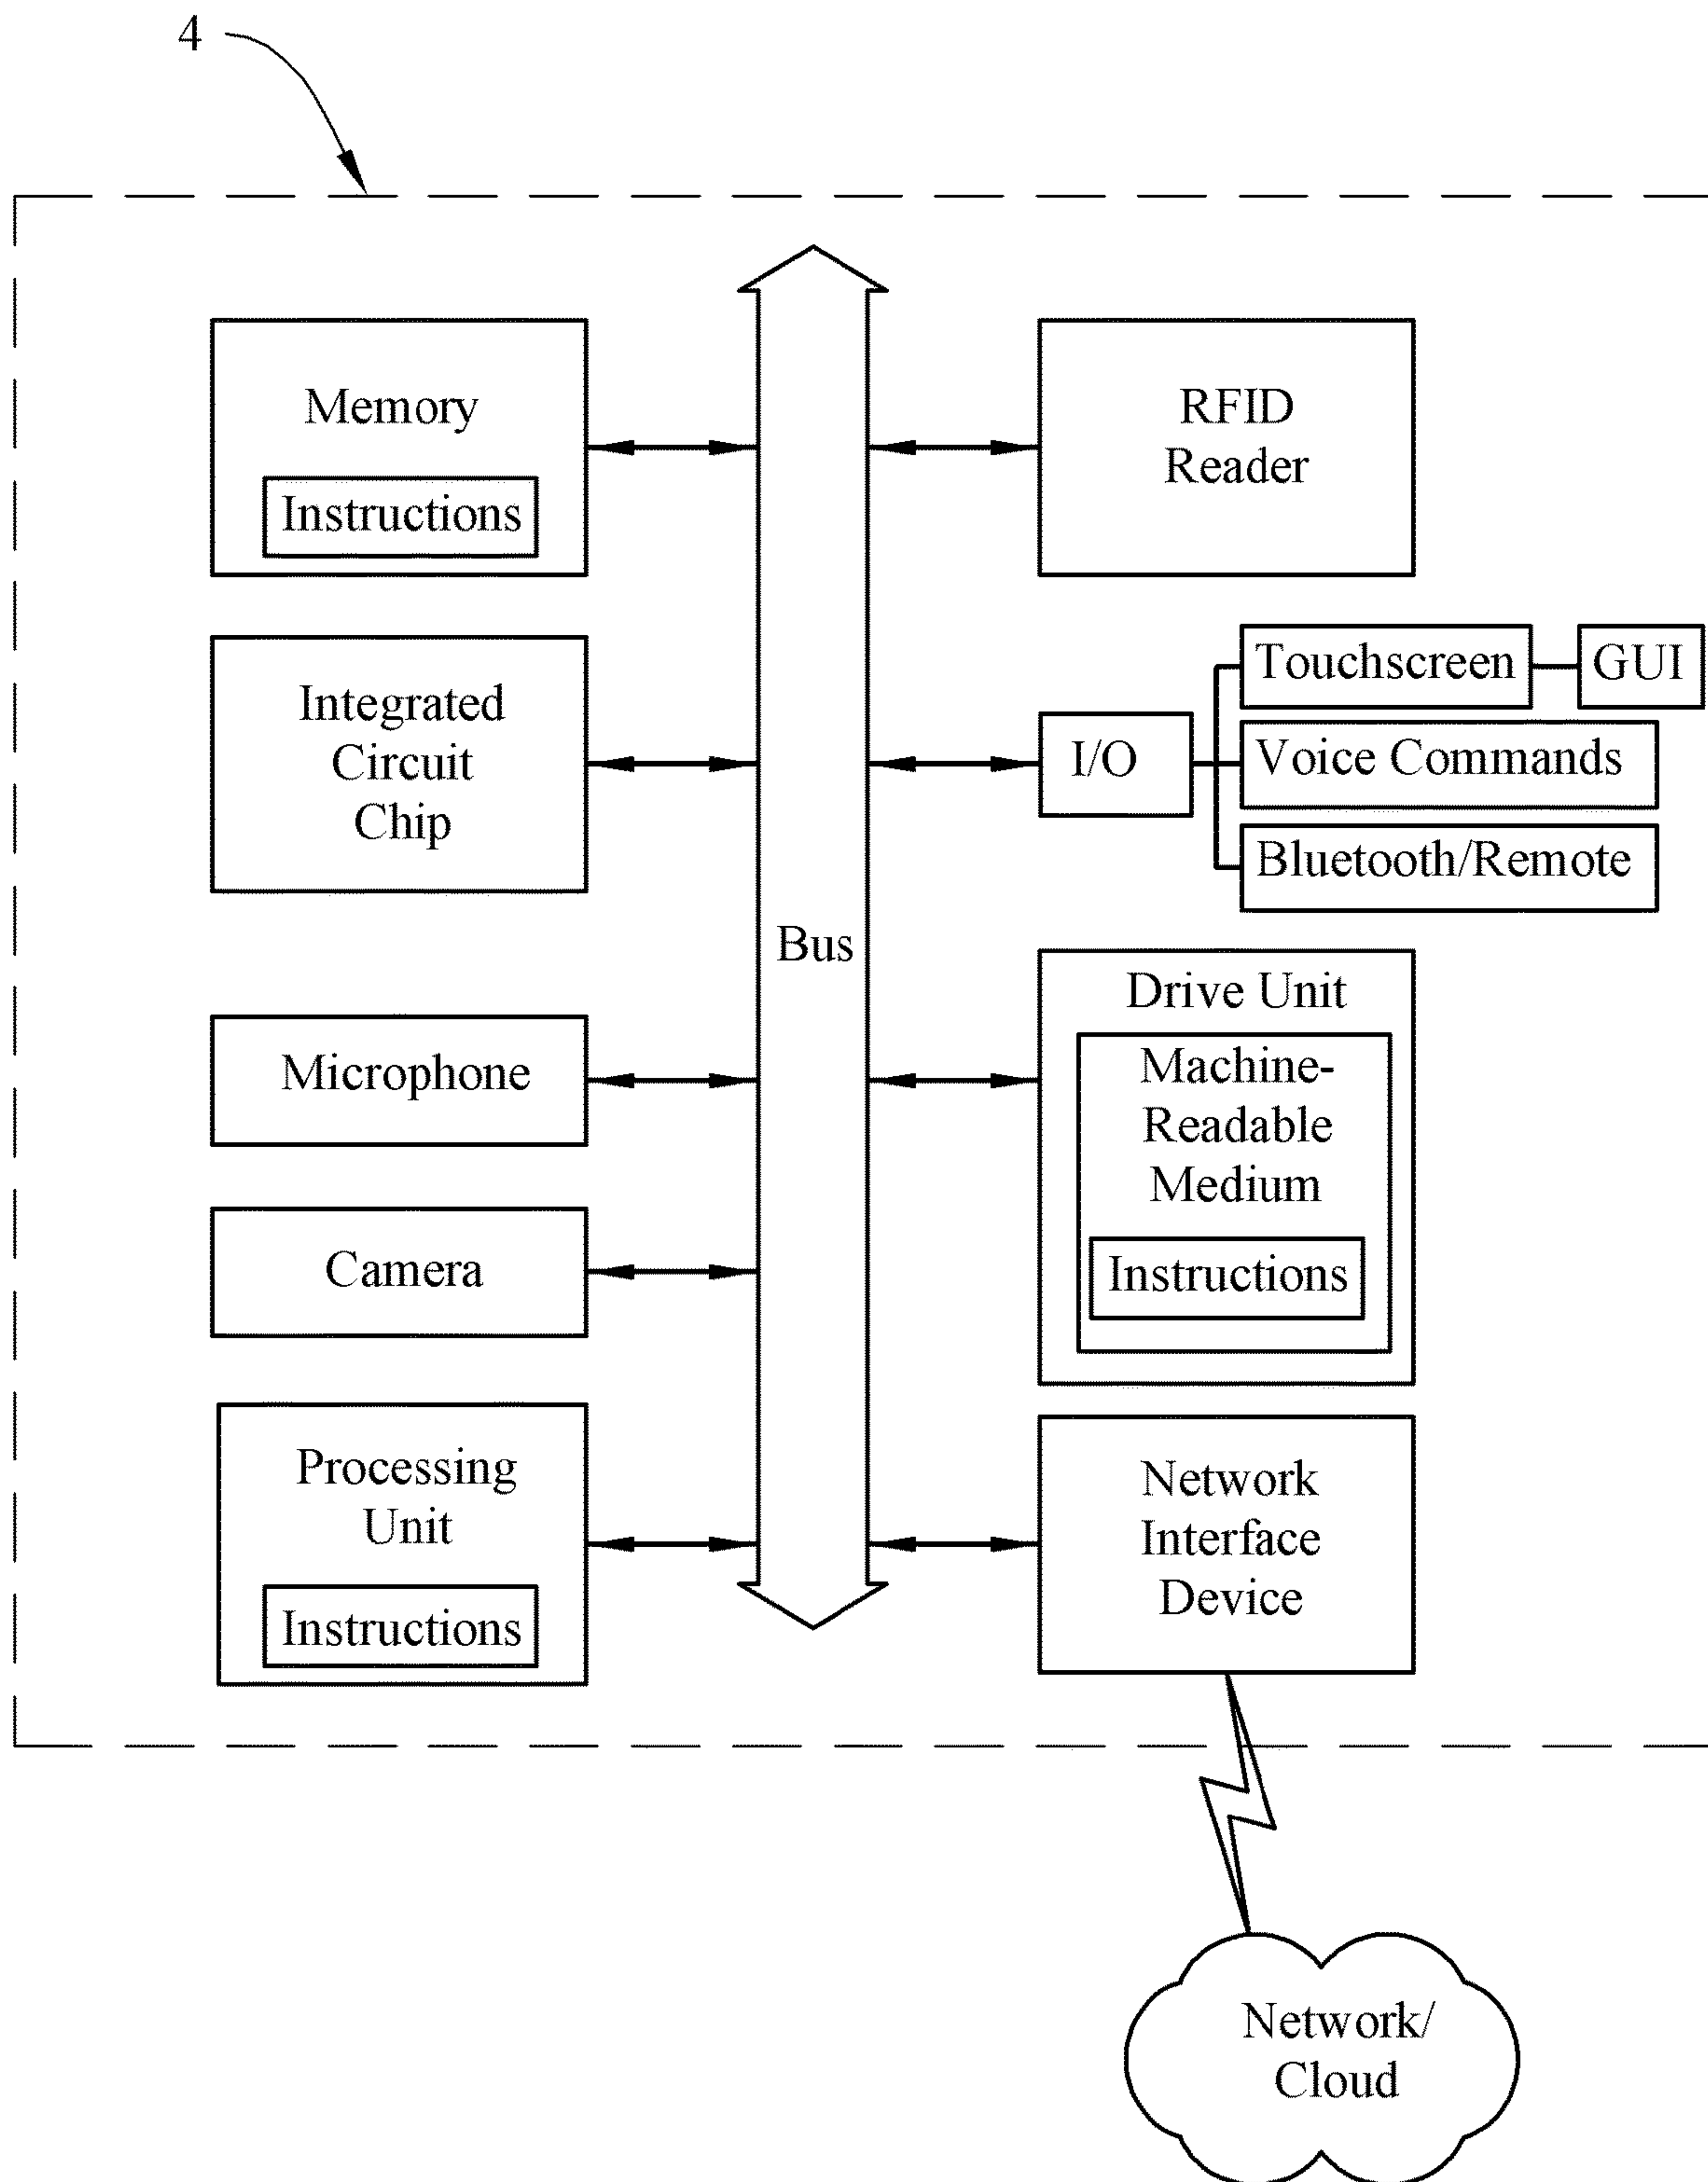 4
Memory
Instructions
RFID
Reader
Integrated
Circuit
Chip
I/O
Touchscreen
GUI
Voice Commands
Bluetooth/Remote
Bus
Microphone
Drive Unit
Machine-
Readable
Medium
Instructions
Camera
Processing
Unit
Instructions
Network
Interface
Device
Network/
Cloud